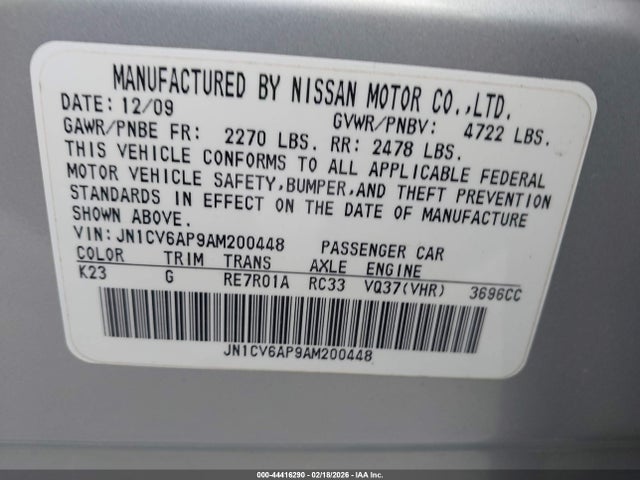 MANUFACTURED BY NISSAN MOTOR CO.,LTD.
DATE: 12/09 GVWR/PNBV: 4722 LBS.
GAWR/PNBE FR: 2270 LBS. RR: 2478 LBS.
THIS VEHICLE CONFORMS TO ALL APPLICABLE FEDERAL
MOTOR VEHICLE SAFETY,BUMPER,AND THEFT PREVENTION
STANDARDS IN EFFECT ON THE DATE OF MANUFACTURE
SHOWN ABOVE.
VIN: JN1CV6AP9AM200448 PASSENGER CAR
COLOR TRIM TRANS AXLE ENGINE
K23 G RE7R01A RC33 VQ37(VHR) 3696CC
JN1CV6AP9AM200448
000-44416290 - 02/18/2026 - IAA Inc.